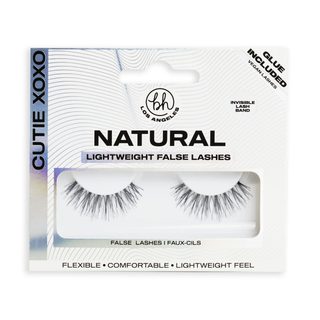 CUTIE XOXO
bh
LOS ANGELES
GLUE
INCLUDED
VEGAN LASHES
INVISIBLE
LASH
BAND
NATURAL
LIGHTWEIGHT FALSE LASHES
FALSE LASHES | FAUX-CILS
FLEXIBLE • COMFORTABLE • LIGHTWEIGHT FEEL